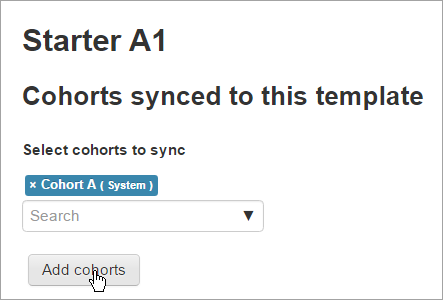 Starter A1
Cohorts synced to this template
Select cohorts to sync
× Cohort A ( System )
Search ▼
Add cohorts